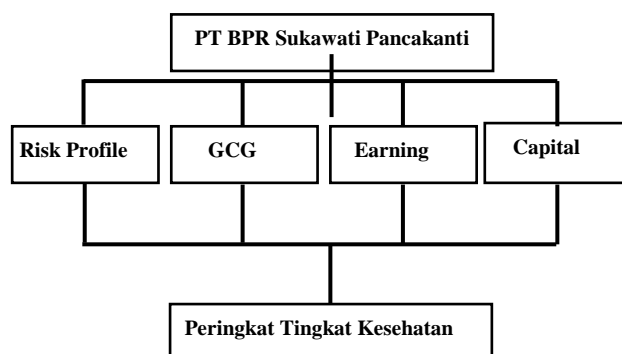 PT BPR Sukawati Pancakanti
Risk Profile
GCG
Earning
Capital
Peringkat Tingkat Kesehatan